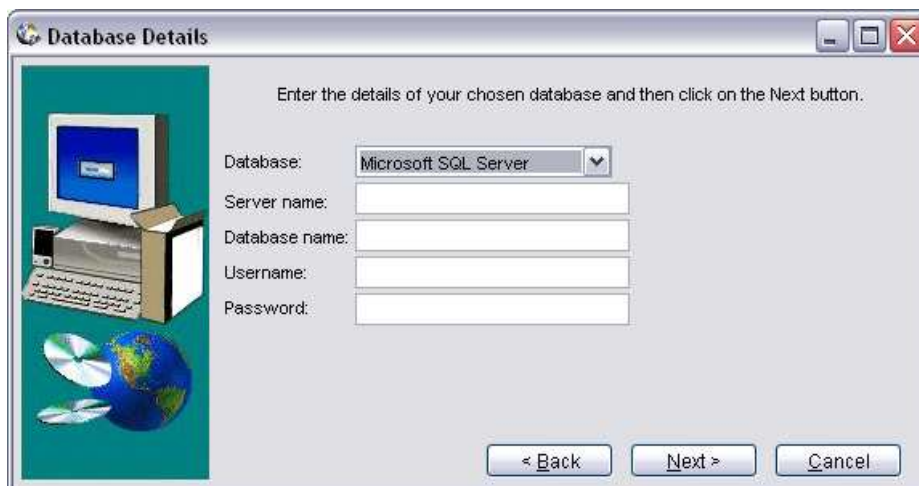 Database Details
Enter the details of your chosen database and then click on the Next button.
Database: Microsoft SQL Server
Server name:
Database name:
Username:
Password:
< Back Next > Cancel